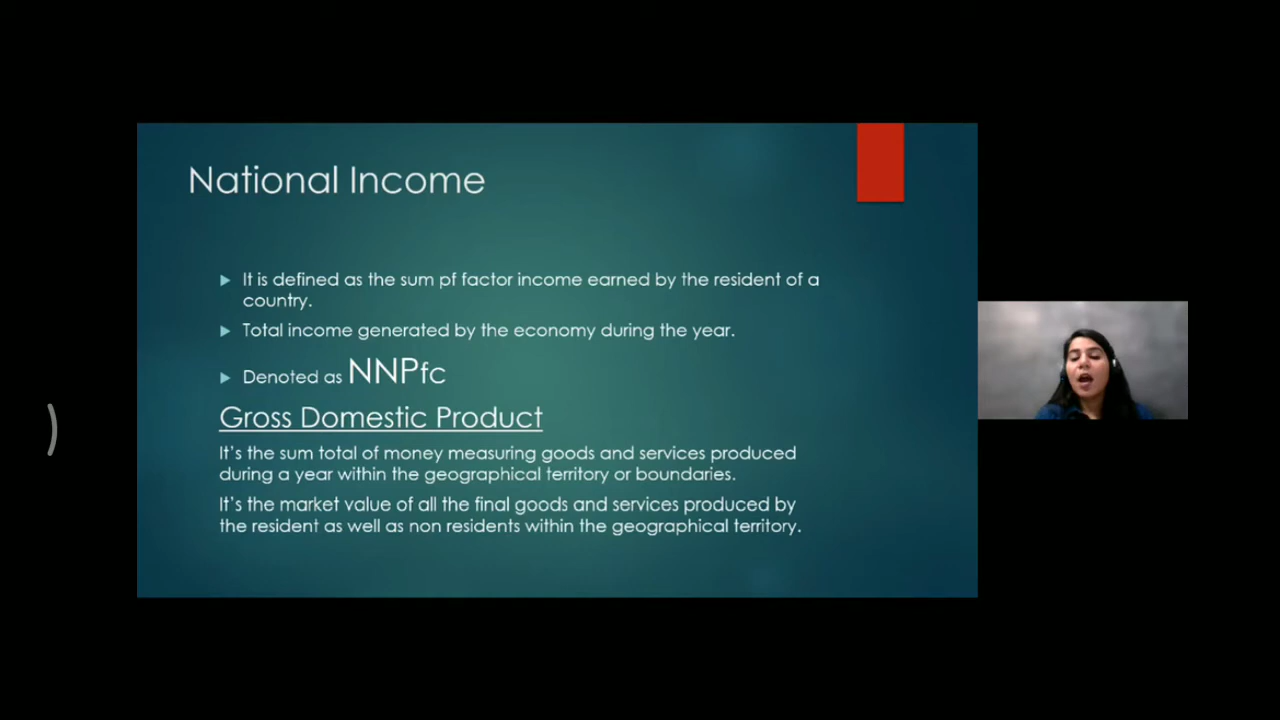 National Income
It is defined as the sum pf factor income earned by the resident of a
country.
Total income generated by the economy during the year.
Denoted as NNPfc
Gross Domestic Product
It's the sum total of money measuring goods and services produced
during a year within the geographical territory or boundaries.
It's the market value of all the final goods and services produced by
the resident as well as non residents within the geographical territory.